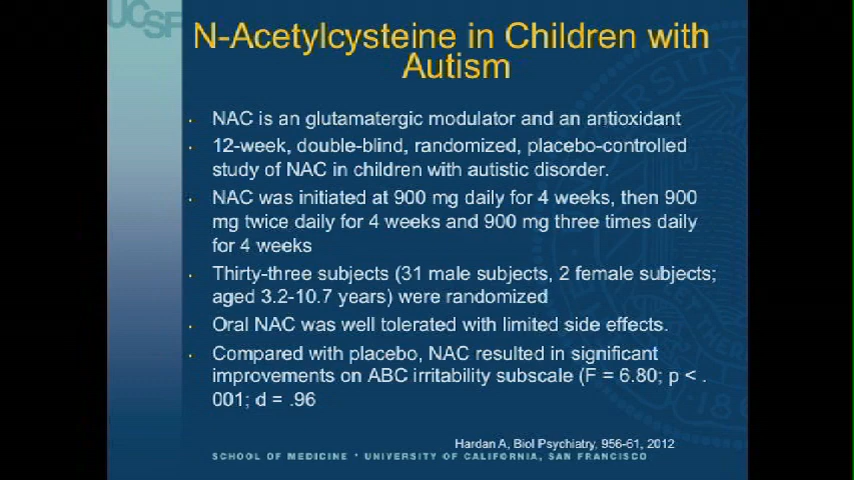 UCSF
N-Acetylcysteine in Children with
Autism
• NAC is an glutamatergic modulator and an antioxidant
• 12-week, double-blind, randomized, placebo-controlled
study of NAC in children with autistic disorder.
• NAC was initiated at 900 mg daily for 4 weeks, then 900
mg twice daily for 4 weeks and 900 mg three times daily
for 4 weeks
• Thirty-three subjects (31 male subjects, 2 female subjects;
aged 3.2-10.7 years) were randomized
• Oral NAC was well tolerated with limited side effects.
• Compared with placebo, NAC resulted in significant
improvements on ABC irritability subscale (F = 6.80; p < .
001; d = .96
Hardan A, Biol Psychiatry, 956-61, 2012
SCHOOL OF MEDICINE • UNIVERSITY OF CALIFORNIA, SAN FRANCISCO